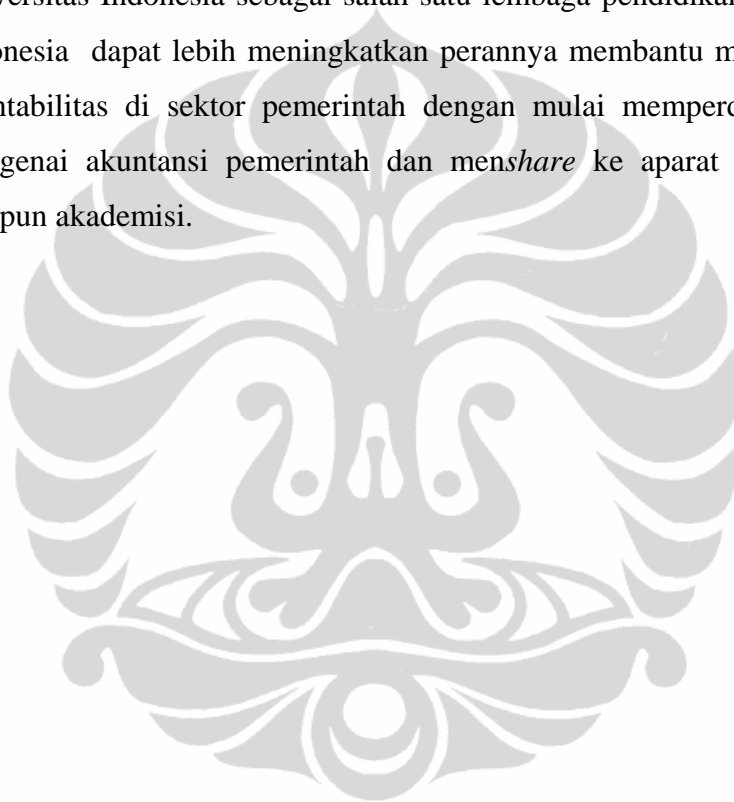 versitas Indonesia sebagai salah satu lembaga pendidikan
onesia dapat lebih meningkatkan perannya membantu m
ntabilitas di sektor pemerintah dengan mulai memperd
genai akuntansi pemerintah dan menshare ke aparat
pun akademisi.